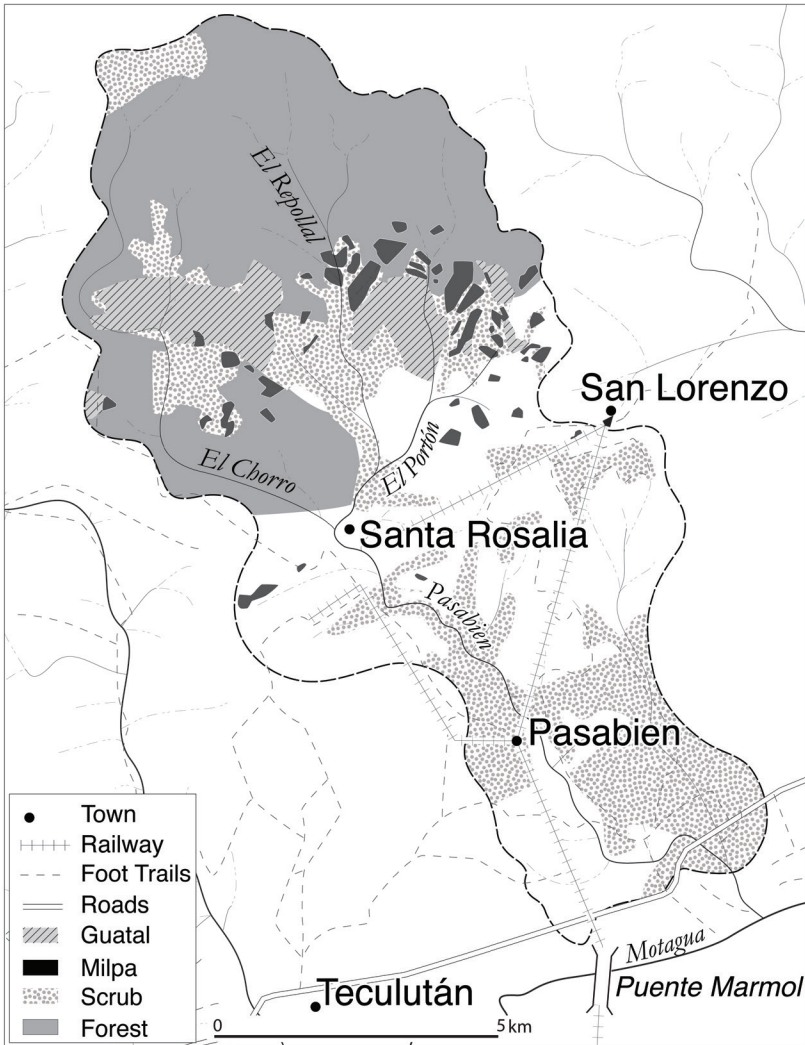 El Repollal
San Lorenzo
El Portón
El Chorro
Santa Rosalia
Pasabien
Pasabien
Town
Railway
Foot Trails
Roads
Guatal
Milpa
Scrub
Forest
Motagua
Puente Marmol
Teculután
0 5 km